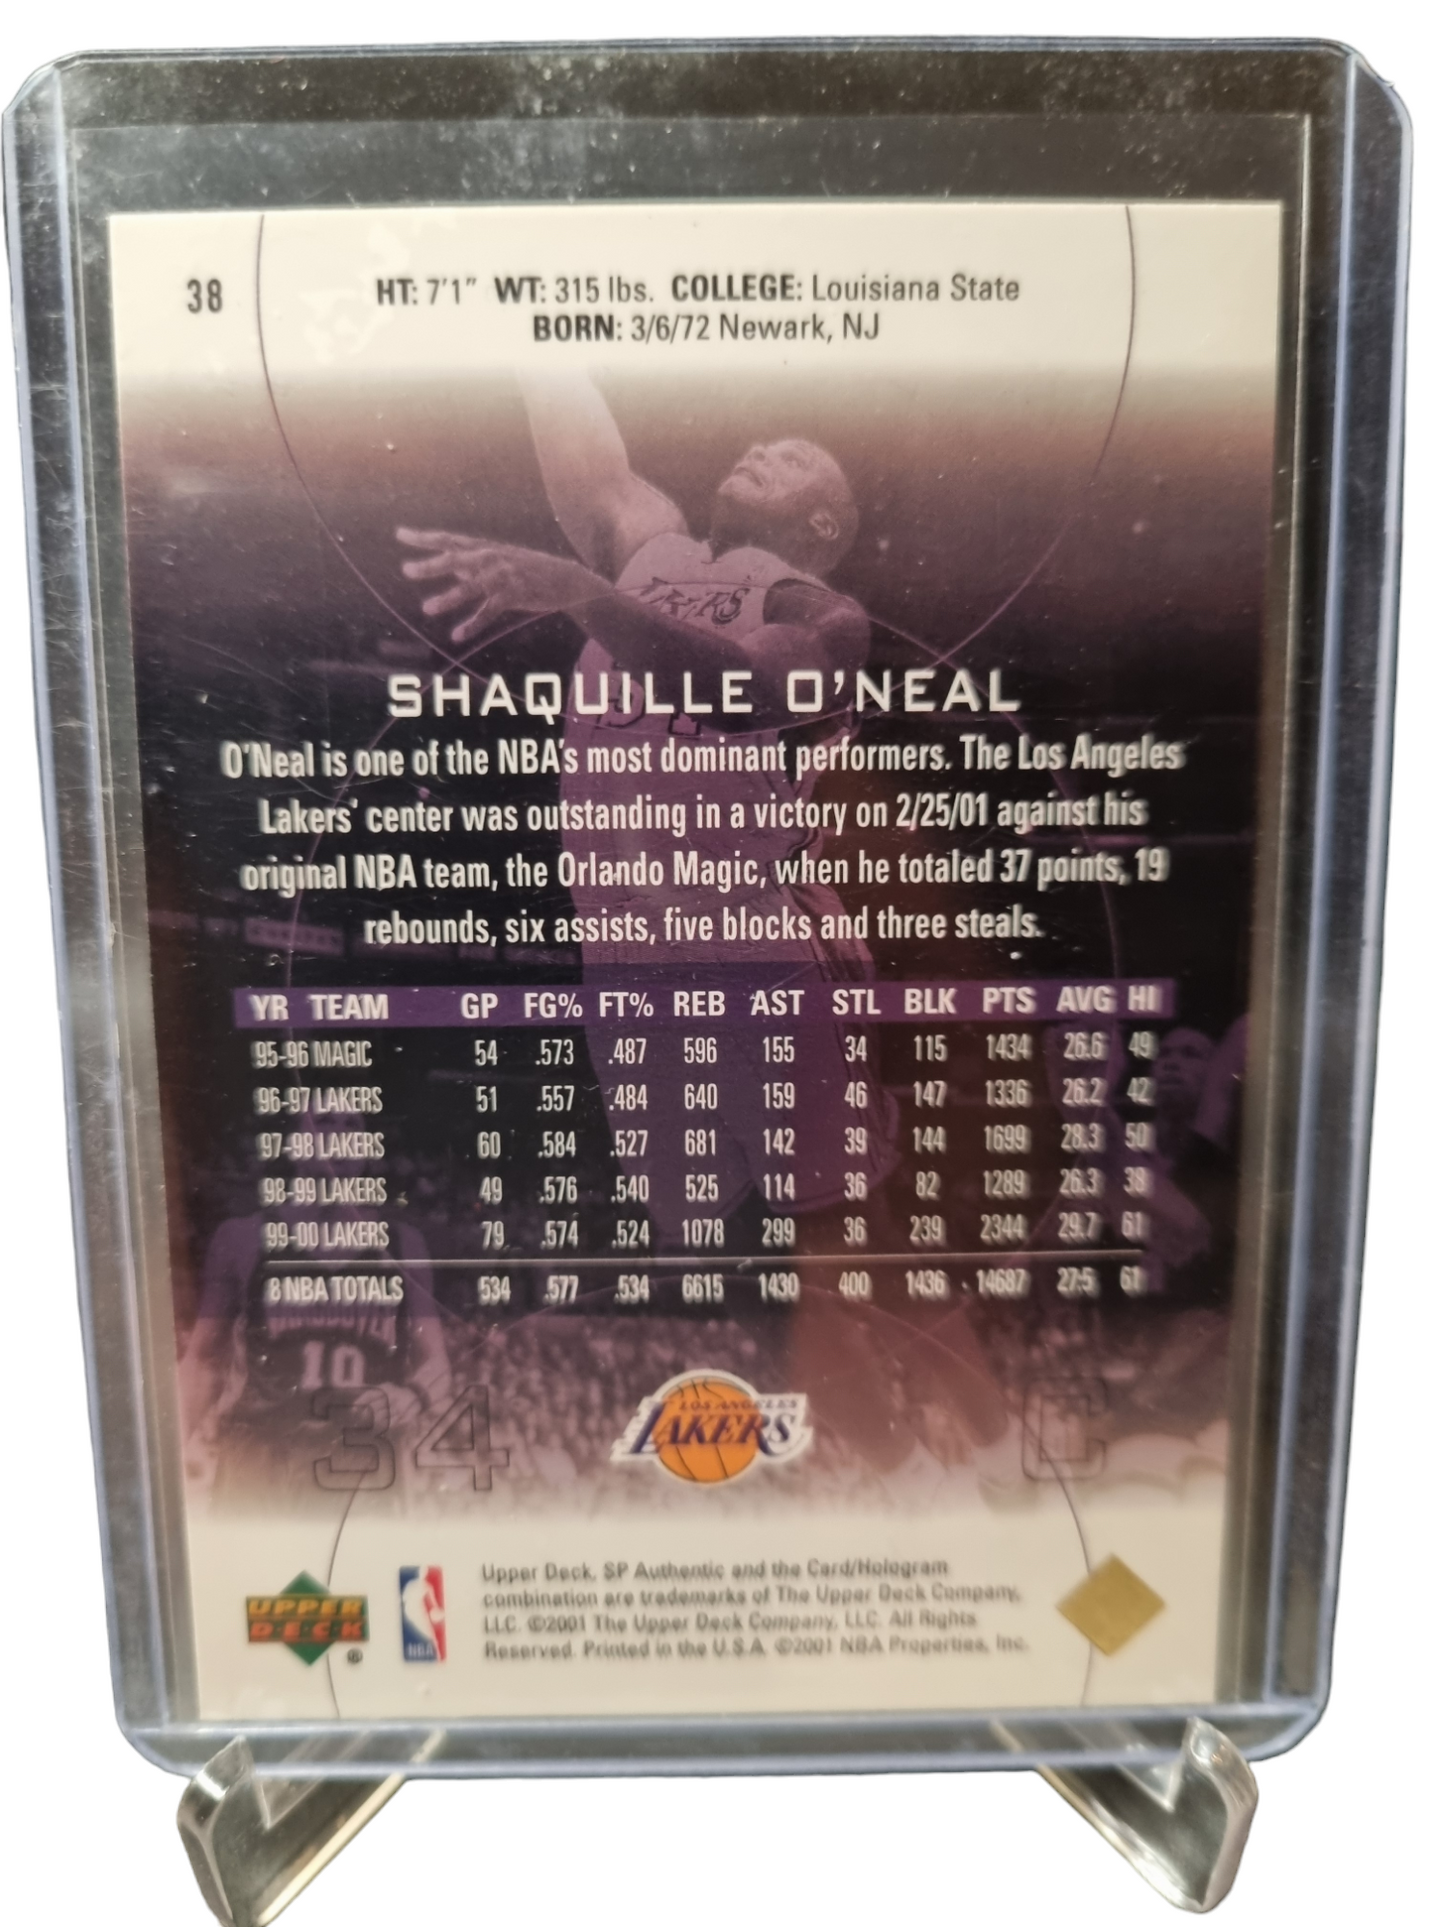 38
HT: 7'1" WT: 315 lbs. COLLEGE: Louisiana State
BORN: 3/6/72 Newark, NJ
LAKERS
SHAQUILLE O'NEAL
O'Neal is one of the NBA's most dominant performers. The Los Angeles
Lakers' center was outstanding in a victory on 2/25/01 against his
original NBA team, the Orlando Magic, when he totaled 37 points, 19
rebounds, six assists, five blocks and three steals.
YR TEAM GP FG% FT% REB AST STL BLK PTS AVG HI
95-96 MAGIC 54 .573 .487 596 155 34 115 1434 26.6 49
96-97 LAKERS 51 .557 .484 640 159 46 147 1336 26.2 42
97-98 LAKERS 60 .584 .527 681 142 39 144 1699 28.3 50
98-99 LAKERS 49 .576 .540 525 114 36 82 1289 26.3 38
99-00 LAKERS 79 .574 .524 1078 299 36 239 2344 29.7 61
8 NBA TOTALS 534 .577 .534 6615 1430 400 1436 14687 27.5 61
10
34
LOS ANGELES
LAKERS
C
UPPER
DECK
®
NBA
Upper Deck, SP Authentic and the Card/Hologram
combination are trademarks of The Upper Deck Company,
LLC. ©2001 The Upper Deck Company, LLC. All Rights
Reserved. Printed in the U.S.A. ©2001 NBA Properties, Inc.